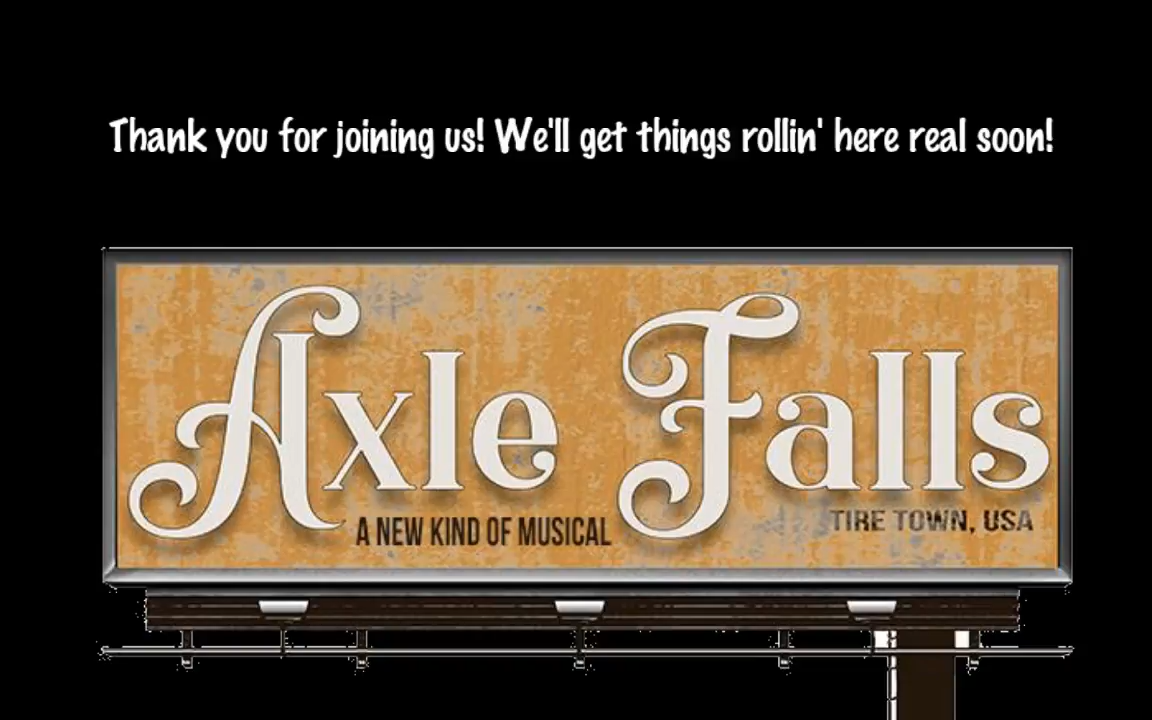 Thank you for joining us! We'll get things rollin' here real soon!
Axle Falls
A NEW KIND OF MUSICAL
TIRE TOWN, USA